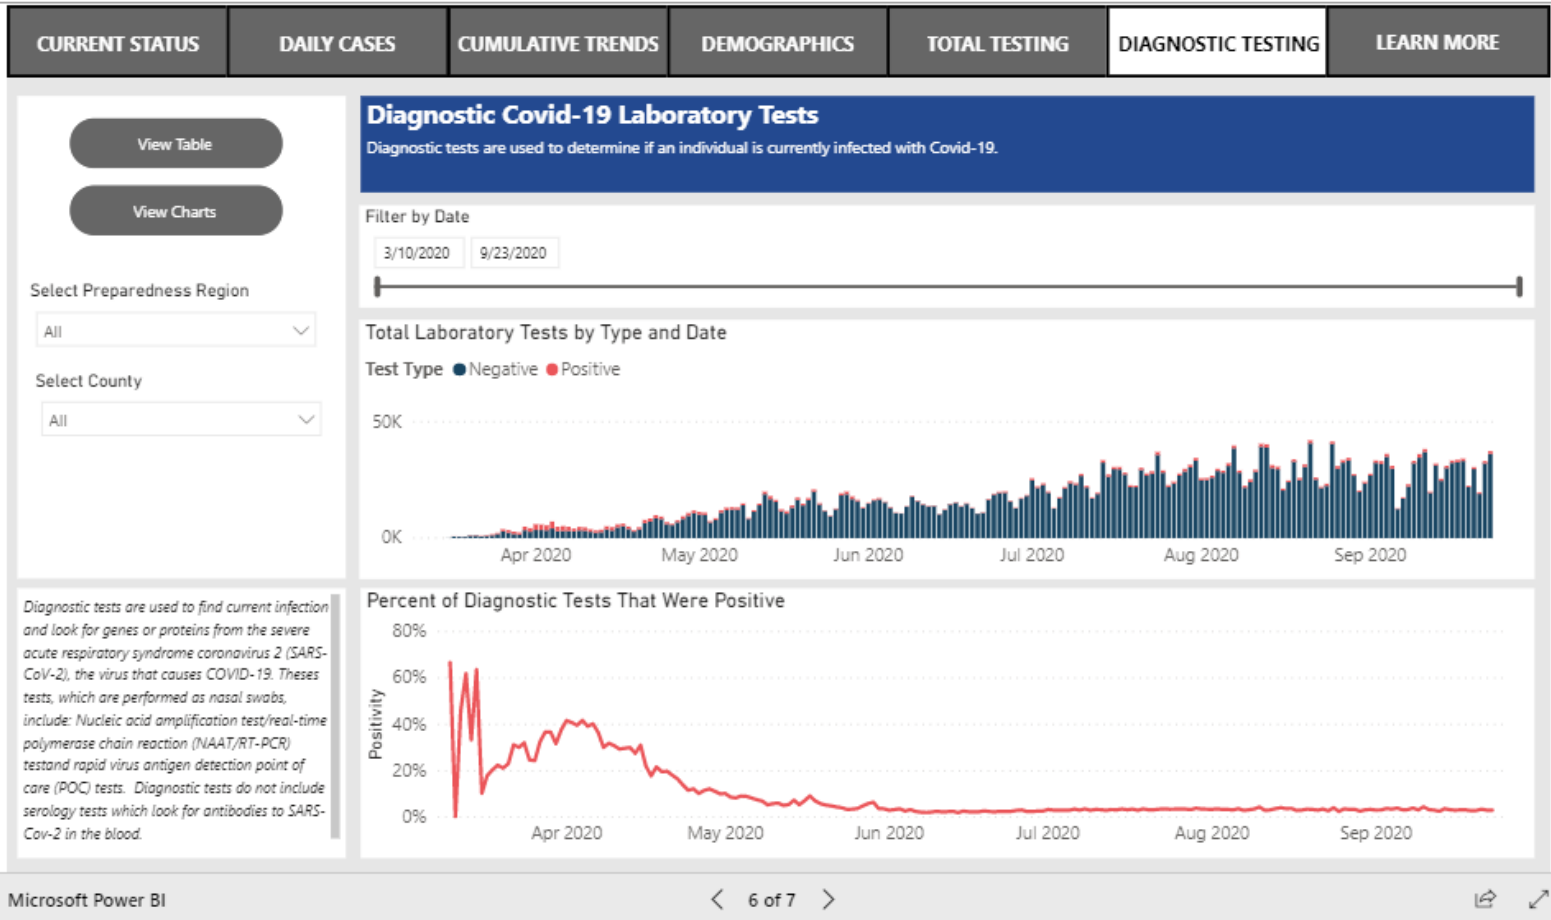 CURRENT STATUS
DAILY CASES
CUMULATIVE TRENDS
DEMOGRAPHICS
TOTAL TESTING
DIAGNOSTIC TESTING
LEARN MORE
View Table
View Charts
Select Preparedness Region
All
Select County
All
Diagnostic tests are used to find current infection
and look for genes or proteins from the severe
acute respiratory syndrome coronavirus 2 (SARS-
CoV-2), the virus that causes COVID-19. Theses
tests, which are performed as nasal swabs,
include: Nucleic acid amplification test/real-time
polymerase chain reaction (NAAT/RT-PCR)
testand rapid virus antigen detection point of
care (POC) tests.  Diagnostic tests do not include
serology tests which look for antibodies to SARS-
Cov-2 in the blood.
Diagnostic Covid-19 Laboratory Tests
Diagnostic tests are used to determine if an individual is currently infected with Covid-19.
Filter by Date
3/10/2020 9/23/2020
Total Laboratory Tests by Type and Date
Test Type Negative Positive
50K
0K
Apr 2020 May 2020 Jun 2020 Jul 2020 Aug 2020 Sep 2020
Percent of Diagnostic Tests That Were Positive
Positivity
80%
60%
40%
20%
0%
Apr 2020 May 2020 Jun 2020 Jul 2020 Aug 2020 Sep 2020
Microsoft Power BI
6 of 7